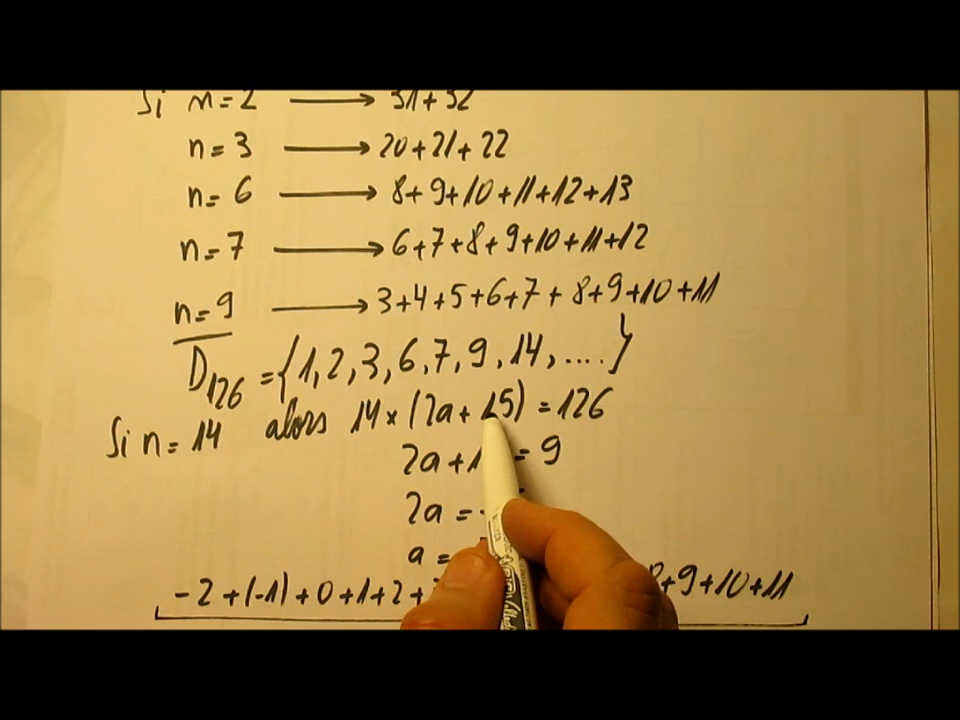 Si n=2 → 31+32
n=3 → 20+21+22
n=6 → 8+9+10+11+12+13
n=7 → 6+7+8+9+10+11+12
n=9 → 3+4+5+6+7+8+9+10+11
D126 = {1,2,3,6,7,9,14,....}
Si n=14 alors 14×(2a+15) = 126
2a+1 = 9
2a = -
a =
-2+(-1)+0+1+2+ +9+10+11